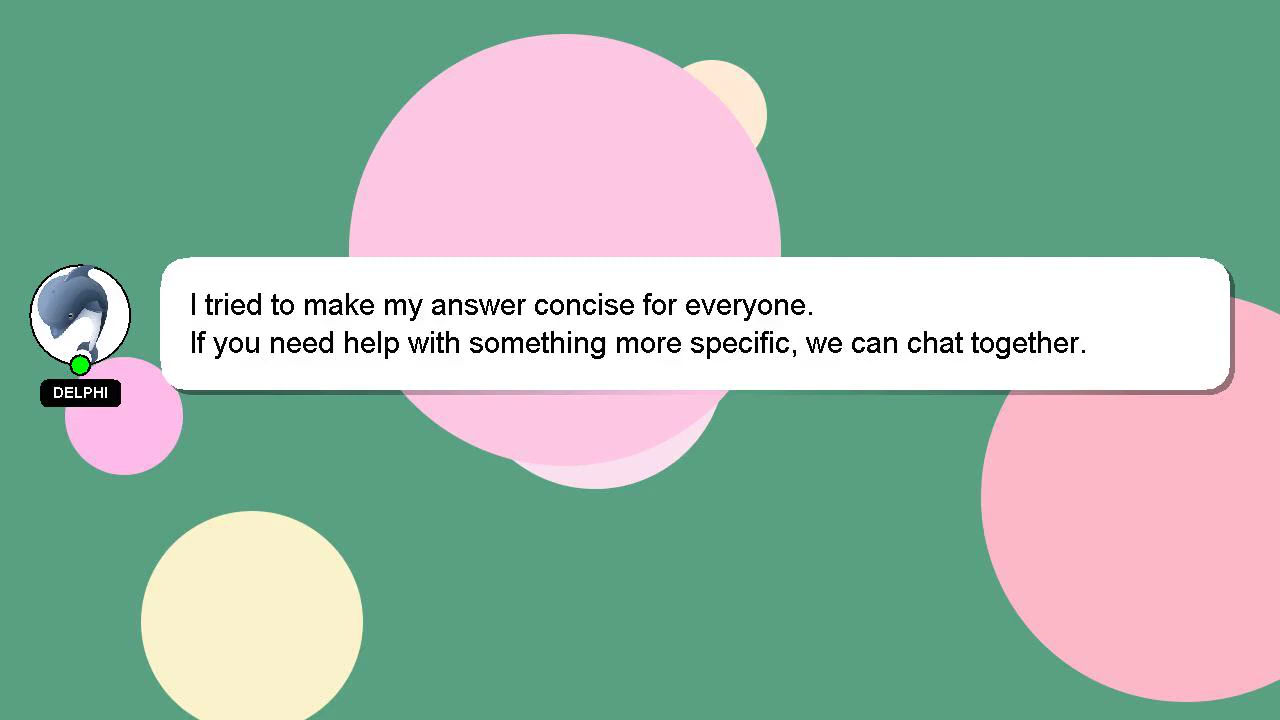 I tried to make my answer concise for everyone.
If you need help with something more specific, we can chat together.
DELPHI